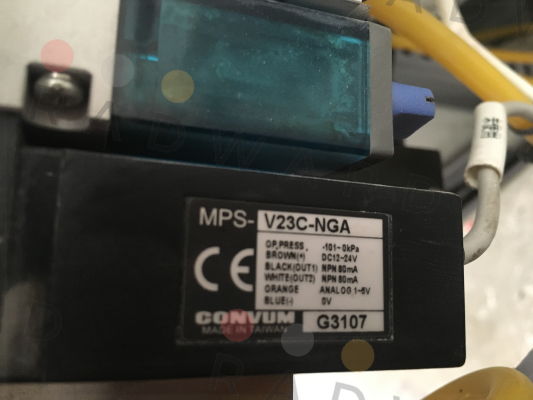 MPS- V23C-NGA
OP.PRESS. -101~0kPa
BROWN(+) DC12~24V
BLACK(OUT1) NPN 80mA
WHITE(OUT2) NPN 80mA
ORANGE ANALOG 1~5V
BLUE(-) 0V
CE
CONVUM G3107
MADE IN TAIWAN